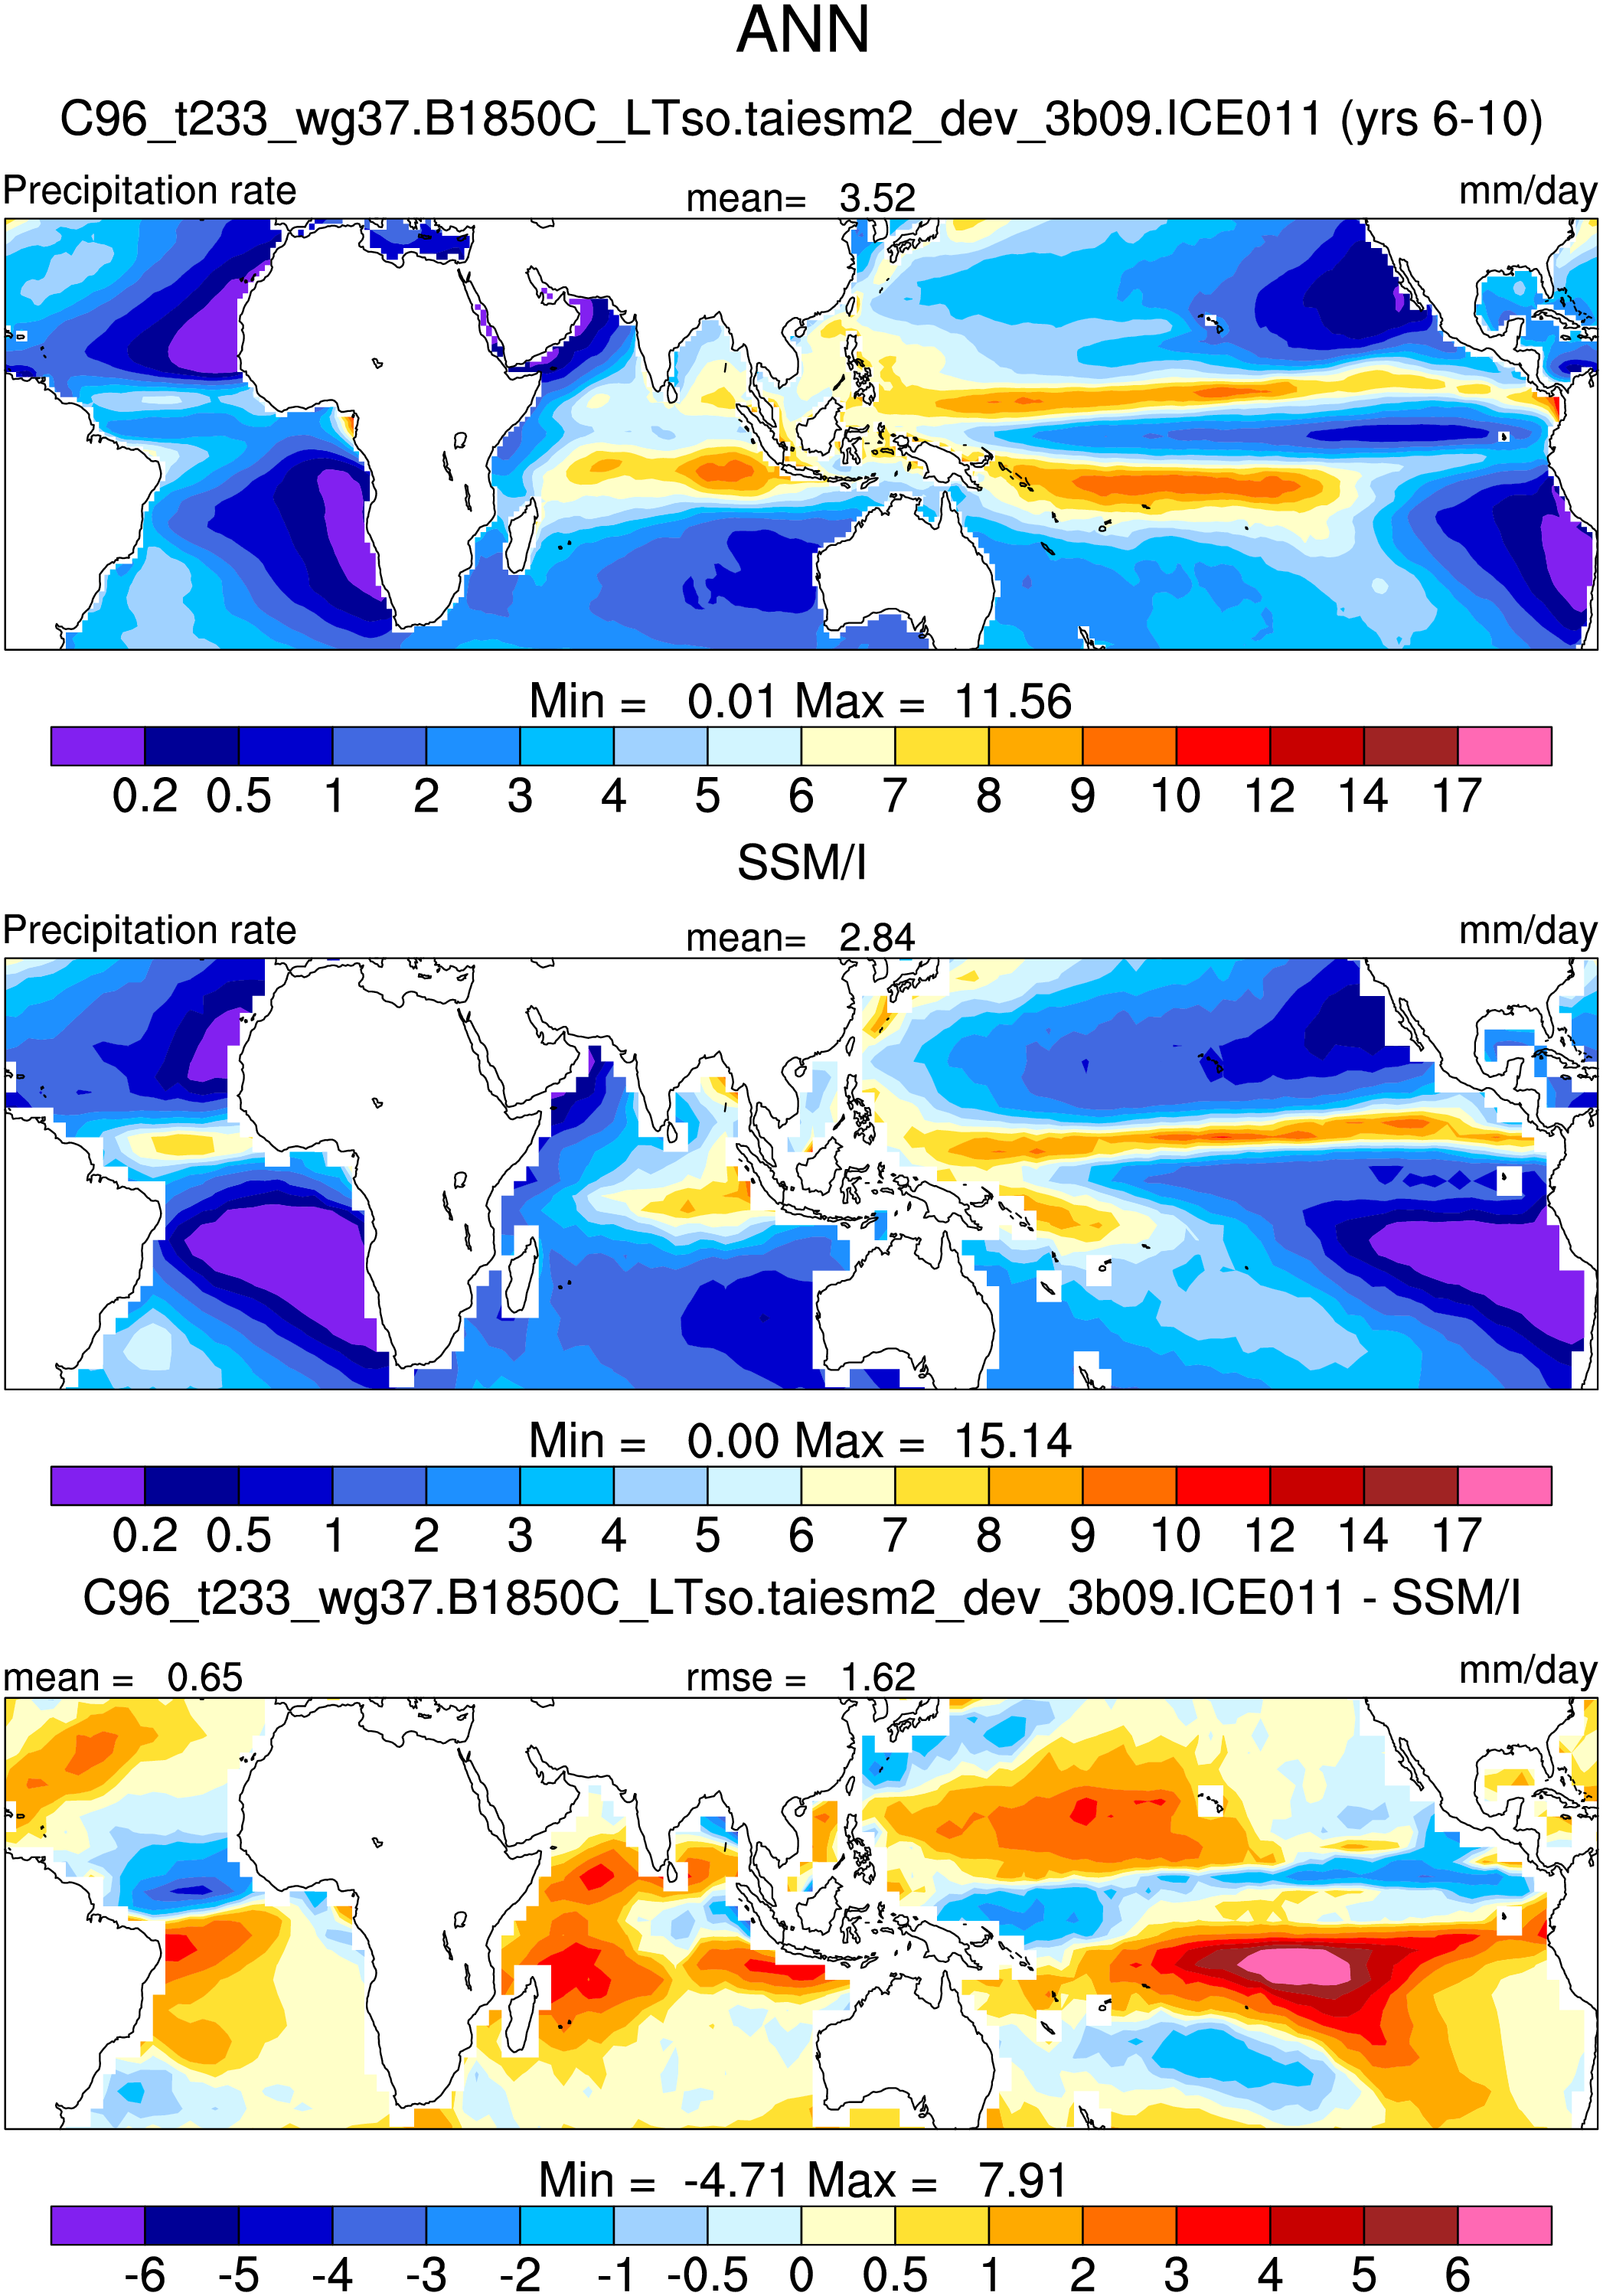 ANN
C96_t233_wg37.B1850C_LTso.taiesm2_dev_3b09.ICE011 (yrs 6-10)
Precipitation rate mean= 3.52 mm/day
Min = 0.01 Max = 11.56
0.2 0.5 1 2 3 4 5 6 7 8 9 10 12 14 17
SSM/I
Precipitation rate mean= 2.84 mm/day
Min = 0.00 Max = 15.14
0.2 0.5 1 2 3 4 5 6 7 8 9 10 12 14 17
C96_t233_wg37.B1850C_LTso.taiesm2_dev_3b09.ICE011 - SSM/I
mean = 0.65 rmse = 1.62 mm/day
Min = -4.71 Max = 7.91
-6 -5 -4 -3 -2 -1 -0.5 0 0.5 1 2 3 4 5 6